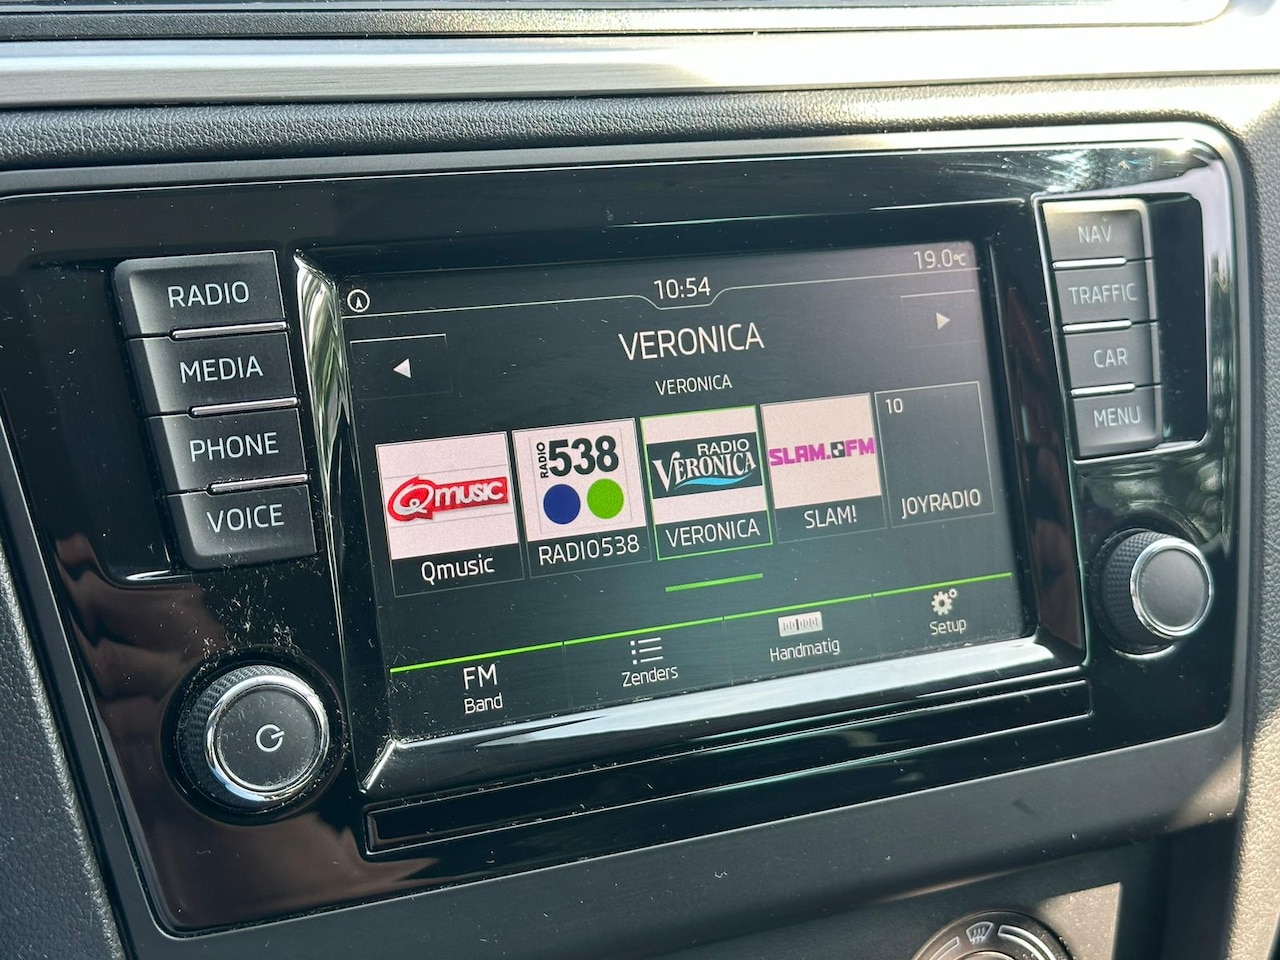 RADIO
MEDIA
PHONE
VOICE
10:54
19.0°C
VERONICA
VERONICA
Qmusic
Qmusic
RADIO
538
RADIO538
RADIO
VERONICA
VERONICA
SLAM.FM
SLAM!
10
JOYRADIO
FM
Band
Zenders
Handmatig
Setup
NAV
TRAFFIC
CAR
MENU